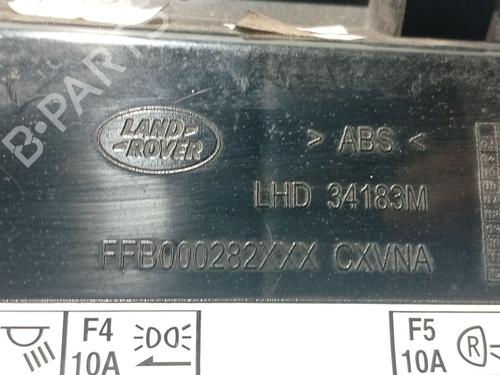 B-PARTS
LAND-
-ROVER
> ABS <
LHD 34183M
FFB000282XXX CXVNA
F4
10A
F5
10A
R